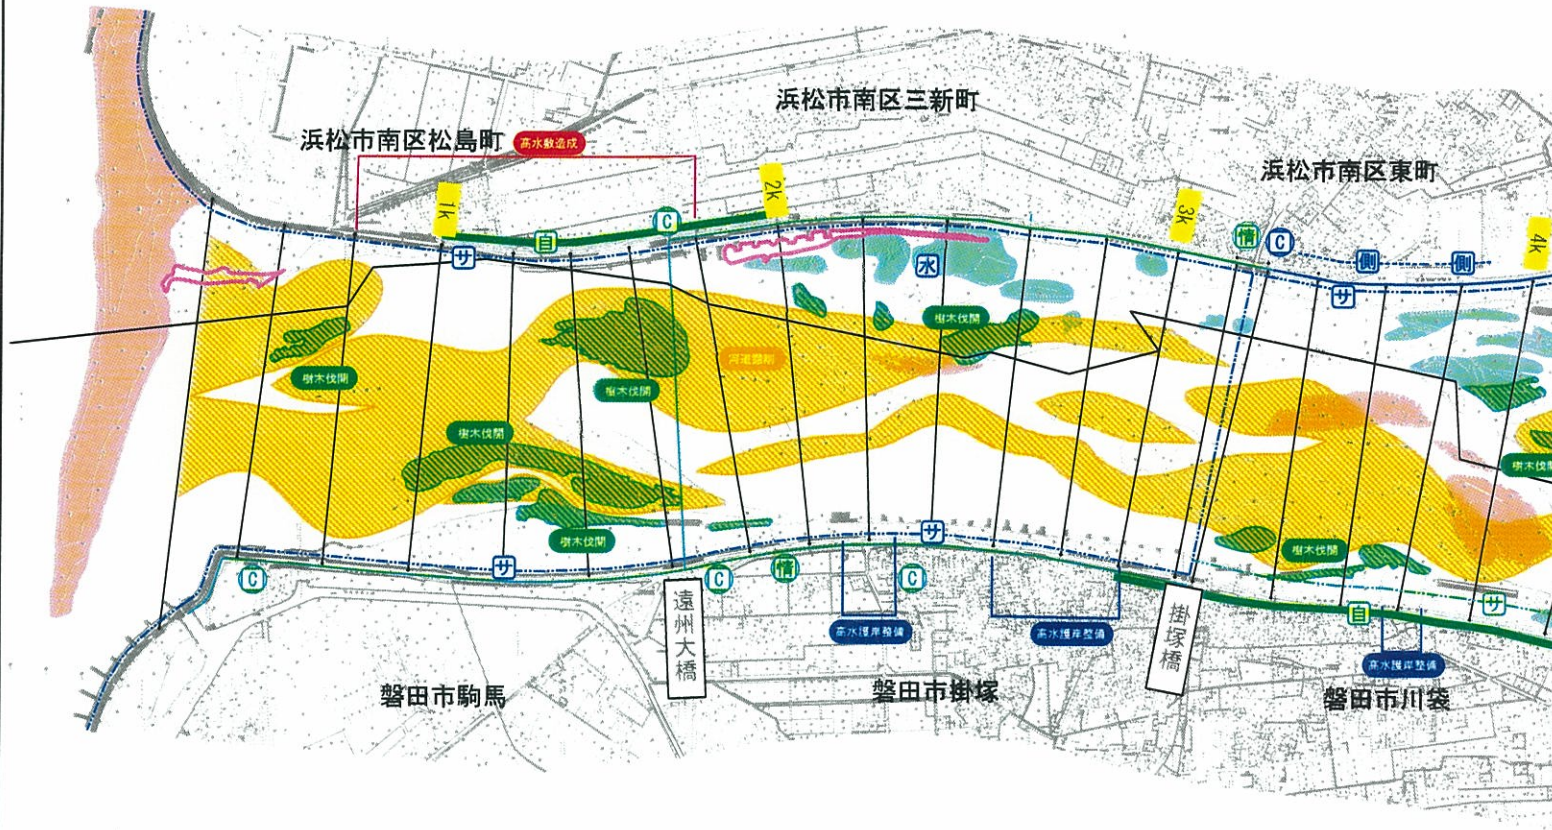 浜松市南区三新町
浜松市南区松島町
高水敷造成
浜松市南区東町
1k
2k
3k
4k
自
C
サ
水
情
C
側
側
サ
樹木伐開
樹木伐開
樹木伐開
河道掘削
樹木伐開
樹木伐開
樹木伐開
樹木伐開
C
サ
C
情
C
サ
自
サ
遠州大橋
掛塚橋
高水護岸整備
高水護岸整備
高水護岸整備
磐田市駒馬
磐田市掛塚
磐田市川袋